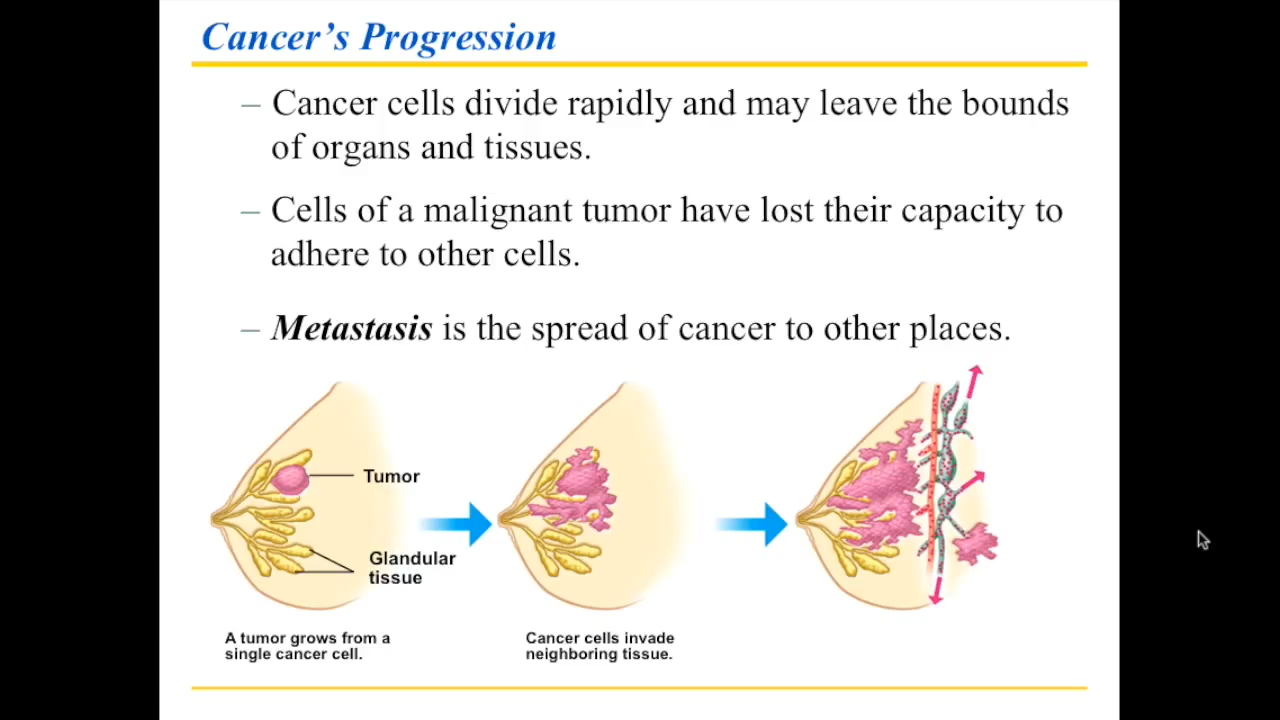 Cancer's Progression
– Cancer cells divide rapidly and may leave the bounds
of organs and tissues.
– Cells of a malignant tumor have lost their capacity to
adhere to other cells.
– Metastasis is the spread of cancer to other places.
Tumor
Glandular
tissue
A tumor grows from a
single cancer cell.
Cancer cells invade
neighboring tissue.